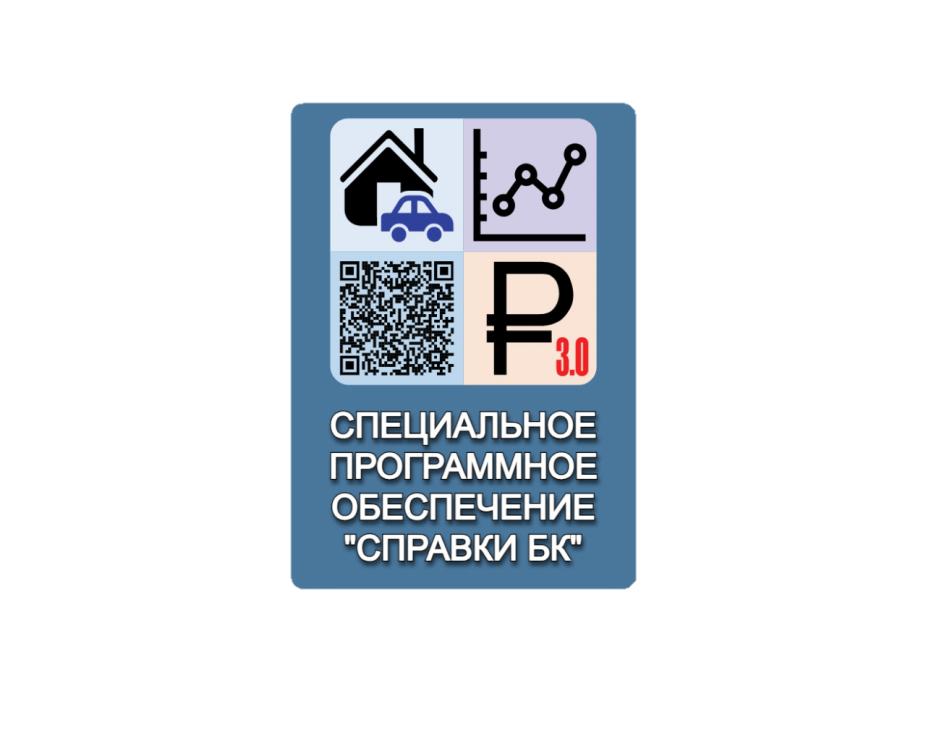 3.0
СПЕЦИАЛЬНОЕ
ПРОГРАММНОЕ
ОБЕСПЕЧЕНИЕ
"СПРАВКИ БК"